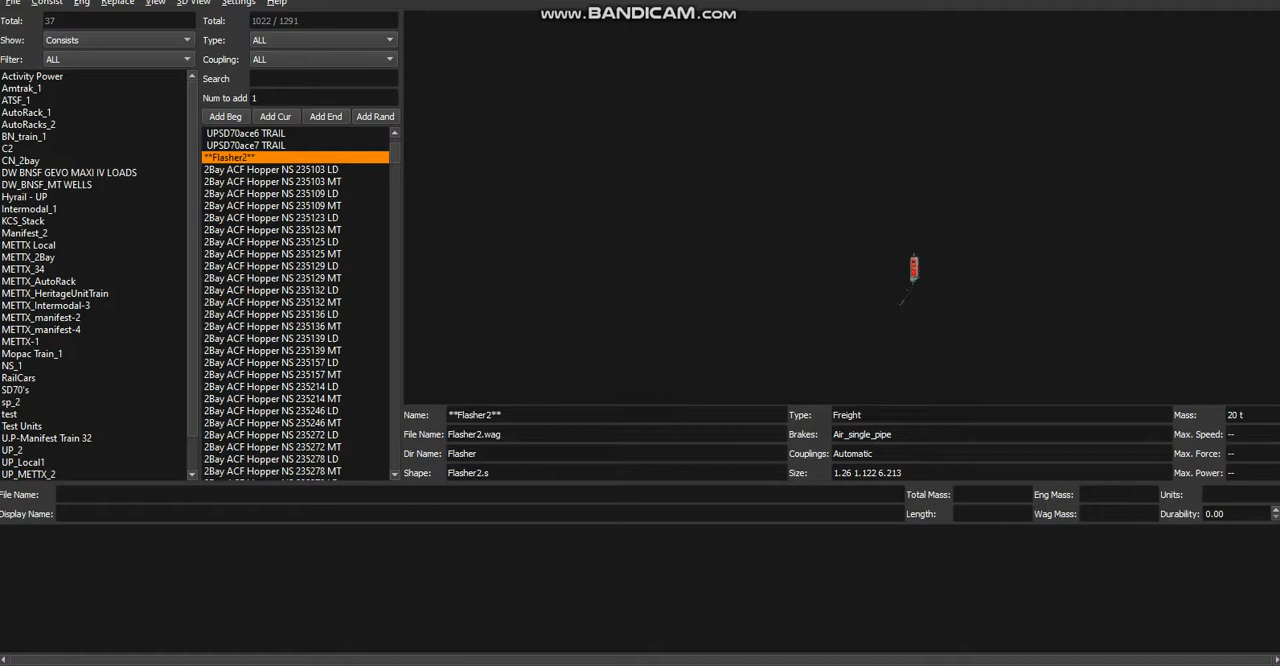 www.BANDICAM.com
File Consist Eng Replace View 3D View Settings Help
Total: 37
Total: 1022 / 1291
Show: Consists
Type: ALL
Filter: ALL
Coupling: ALL
Search
Num to add 1
Add Beg Add Cur Add End Add Rand
Activity Power
Amtrak_1
ATSF_1
AutoRack_1
AutoRacks_2
BN_train_1
C2
CN_2bay
DW BNSF GEVO MAXI IV LOADS
DW_BNSF_MT WELLS
Hyrail - UP
Intermodal_1
KCS_Stack
Manifest_2
METTX Local
METTX_2Bay
METTX_34
METTX_AutoRack
METTX_HeritageUnitTrain
METTX_Intermodal-3
METTX_manifest-2
METTX_manifest-4
METTX-1
Mopac Train_1
NS_1
RailCars
SD70's
sp_2
test
Test Units
U.P-Manifest Train 32
UP_2
UP_Local1
UP_METTX_2
UPSD70ace6 TRAIL
UPSD70ace7 TRAIL
**Flasher2**
2Bay ACF Hopper NS 235103 LD
2Bay ACF Hopper NS 235103 MT
2Bay ACF Hopper NS 235109 LD
2Bay ACF Hopper NS 235109 MT
2Bay ACF Hopper NS 235123 LD
2Bay ACF Hopper NS 235123 MT
2Bay ACF Hopper NS 235125 LD
2Bay ACF Hopper NS 235125 MT
2Bay ACF Hopper NS 235129 LD
2Bay ACF Hopper NS 235129 MT
2Bay ACF Hopper NS 235132 LD
2Bay ACF Hopper NS 235132 MT
2Bay ACF Hopper NS 235136 LD
2Bay ACF Hopper NS 235136 MT
2Bay ACF Hopper NS 235139 LD
2Bay ACF Hopper NS 235139 MT
2Bay ACF Hopper NS 235157 LD
2Bay ACF Hopper NS 235157 MT
2Bay ACF Hopper NS 235214 LD
2Bay ACF Hopper NS 235214 MT
2Bay ACF Hopper NS 235246 LD
2Bay ACF Hopper NS 235246 MT
2Bay ACF Hopper NS 235272 LD
2Bay ACF Hopper NS 235272 MT
2Bay ACF Hopper NS 235278 LD
2Bay ACF Hopper NS 235278 MT
Name: **Flasher2** Type: Freight Mass: 20 t
File Name: Flasher2.wag Brakes: Air_single_pipe Max. Speed: --
Dir Name: Flasher Couplings: Automatic Max. Force: --
Shape: Flasher2.s Size: 1.26 1.122 6.213 Max. Power: --
File Name: Total Mass: Eng Mass: Units:
Display Name: Length: Wag Mass: Durability: 0.00